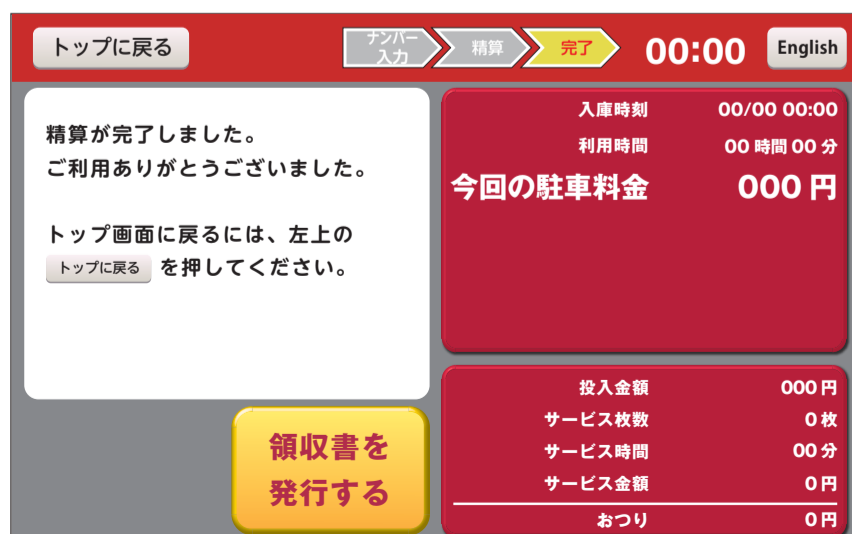 トップに戻る
ナンバー
入力
精算
完了
00:00
English
精算が完了しました。
ご利用ありがとうございました。
トップ画面に戻るには、左上の
トップに戻る を押してください。
領収書を
発行する
入庫時刻 00/00 00:00
利用時間 00 時間 00 分
今回の駐車料金 000 円
投入金額 000 円
サービス枚数 0 枚
サービス時間 00 分
サービス金額 0 円
おつり 0 円